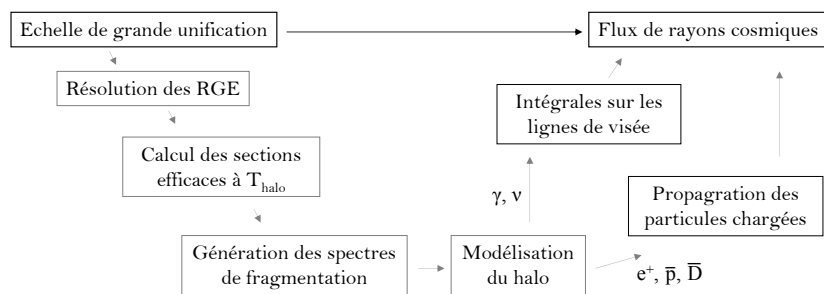 Echelle de grande unification
Flux de rayons cosmiques
Résolution des RGE
Intégrales sur les
lignes de visée
Calcul des sections
efficaces à T_halo
γ, ν
Propagration des
particules chargées
Génération des spectres
de fragmentation
Modélisation
du halo
e⁺, p̅, D̅